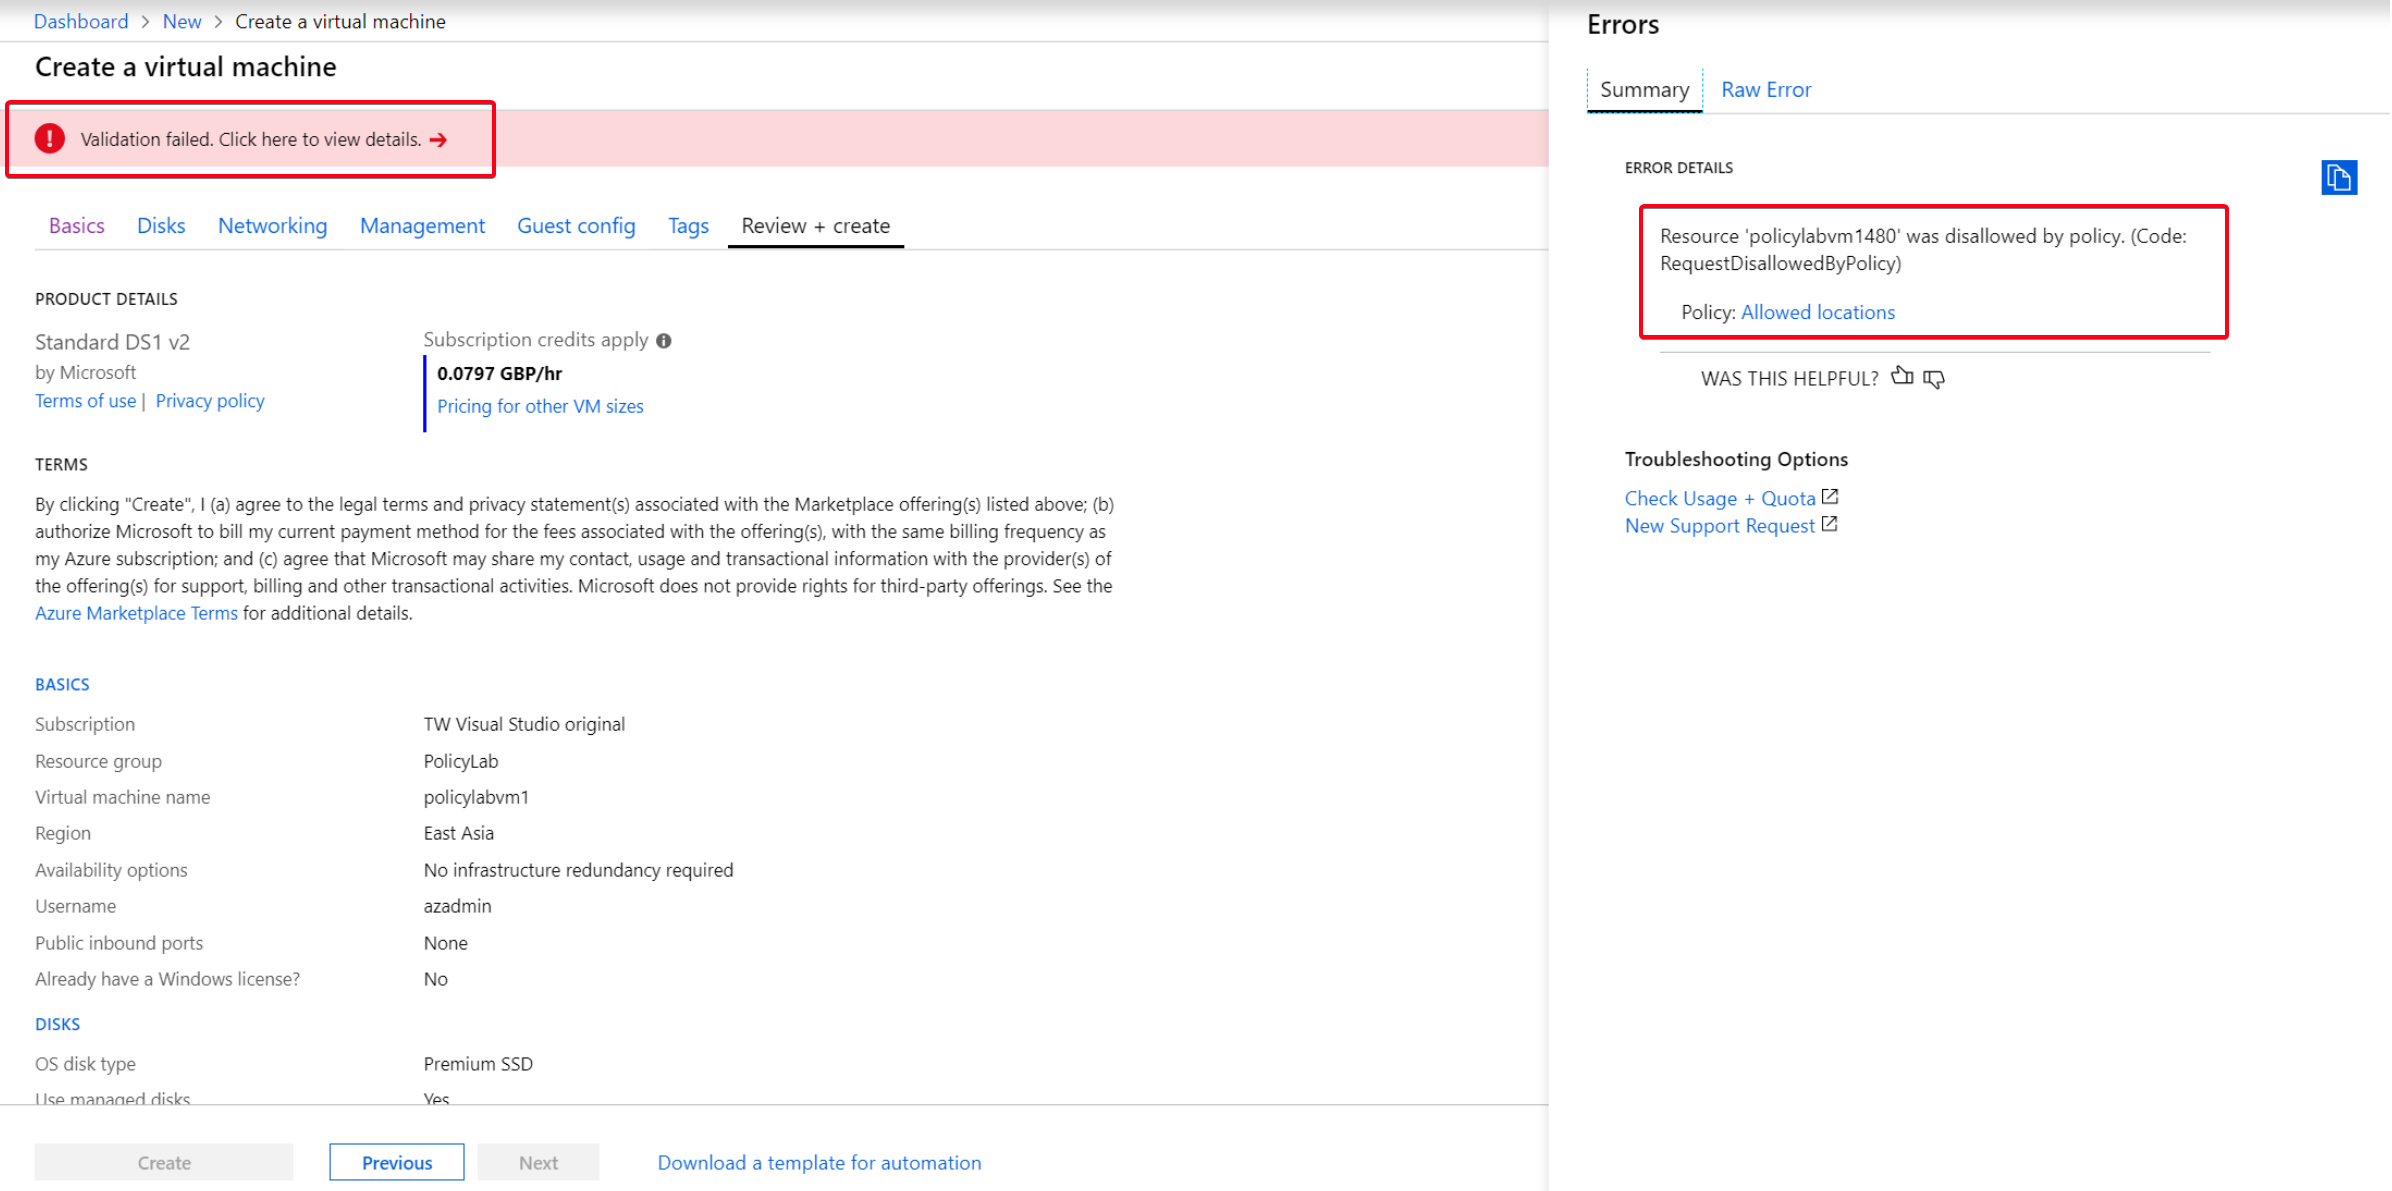 Dashboard > New > Create a virtual machine
Create a virtual machine
Validation failed. Click here to view details. →
Basics Disks Networking Management Guest config Tags Review + create
PRODUCT DETAILS
Standard DS1 v2
by Microsoft
Terms of use | Privacy policy
Subscription credits apply
0.0797 GBP/hr
Pricing for other VM sizes
TERMS
By clicking "Create", I (a) agree to the legal terms and privacy statement(s) associated with the Marketplace offering(s) listed above; (b)
authorize Microsoft to bill my current payment method for the fees associated with the offering(s), with the same billing frequency as
my Azure subscription; and (c) agree that Microsoft may share my contact, usage and transactional information with the provider(s) of
the offering(s) for support, billing and other transactional activities. Microsoft does not provide rights for third-party offerings. See the
Azure Marketplace Terms for additional details.
BASICS
Subscription TW Visual Studio original
Resource group PolicyLab
Virtual machine name policylabvm1
Region East Asia
Availability options No infrastructure redundancy required
Username azadmin
Public inbound ports None
Already have a Windows license? No
DISKS
OS disk type Premium SSD
Use managed disks Yes
Create Previous Next Download a template for automation
Errors
Summary Raw Error
ERROR DETAILS
Resource 'policylabvm1480' was disallowed by policy. (Code:
RequestDisallowedByPolicy)
Policy: Allowed locations
WAS THIS HELPFUL?
Troubleshooting Options
Check Usage + Quota
New Support Request